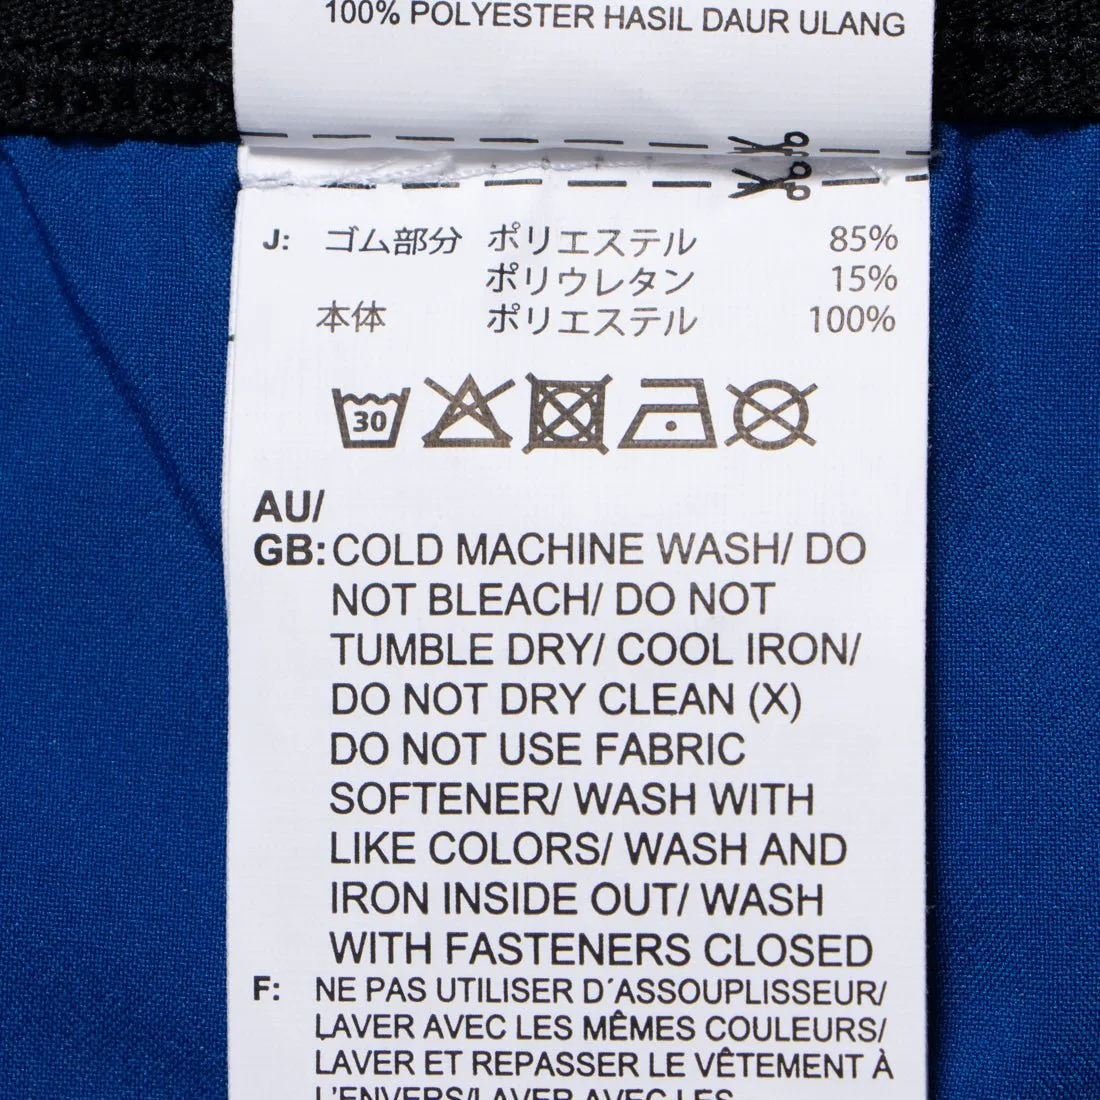 100% POLYESTER HASIL DAUR ULANG
J: ゴム部分 ポリエステル 85%
ポリウレタン 15%
本体 ポリエステル 100%
30
AU/
GB: COLD MACHINE WASH/ DO
NOT BLEACH/ DO NOT
TUMBLE DRY/ COOL IRON/
DO NOT DRY CLEAN (X)
DO NOT USE FABRIC
SOFTENER/ WASH WITH
LIKE COLORS/ WASH AND
IRON INSIDE OUT/ WASH
WITH FASTENERS CLOSED
F: NE PAS UTILISER D´ASSOUPLISSEUR/
LAVER AVEC LES MÊMES COULEURS/
LAVER ET REPASSER LE VÊTEMENT À
L'ENVERS/LAVER AVEC LES